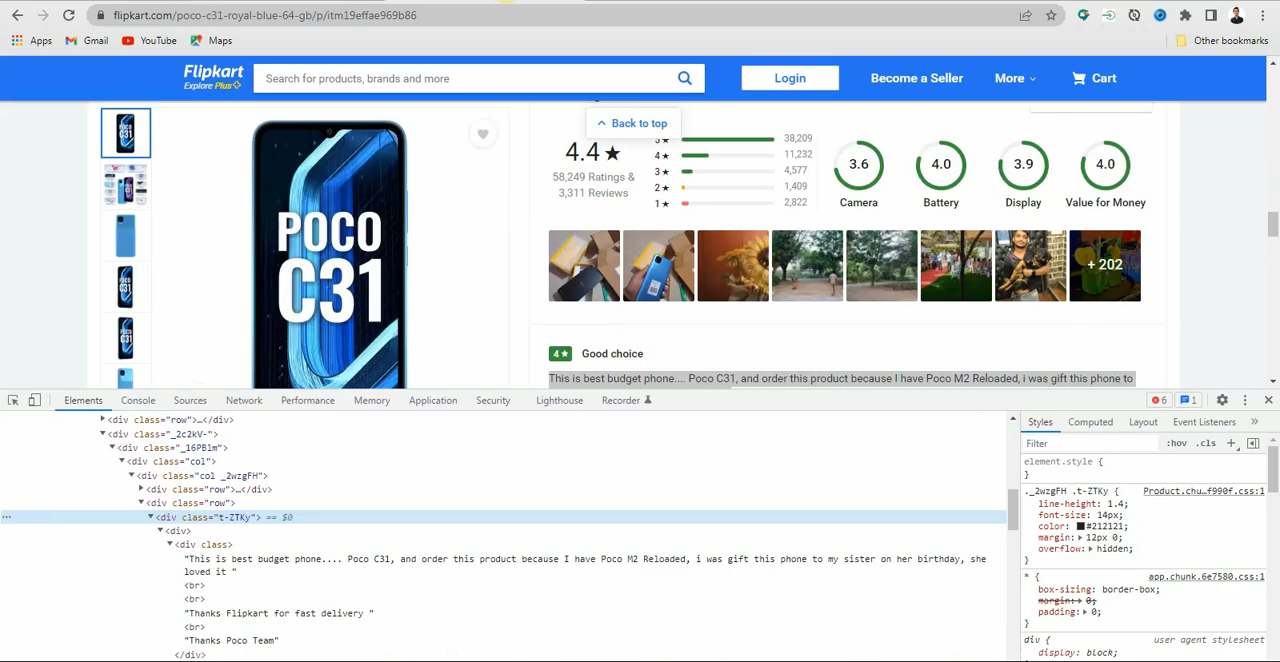 flipkart.com/poco-c31-royal-blue-64-gb/p/itm19effae969b86
Apps Gmail YouTube Maps Other bookmarks
Flipkart
Explore Plus
Search for products, brands and more
Login
Become a Seller
More
Cart
POCO
C31
Back to top
4.4★
58,249 Ratings &
3,311 Reviews
5★ 38,209
4★ 11,232
3★ 4,577
2★ 1,409
1★ 2,822
3.6 4.0 3.9 4.0
Camera Battery Display Value for Money
+ 202
4★ Good choice
This is best budget phone.... Poco C31, and order this product because I have Poco M2 Reloaded, i was gift this phone to
Elements Console Sources Network Performance Memory Application Security Lighthouse Recorder 6 1
<div class="row">…</div>
<div class="_2c2kV-">
<div class="_16PBlm">
<div class="col">
<div class="col _2wzgFH">
<div class="row">…</div>
<div class="row">
<div class="t-ZTKy"> == $0
<div>
<div class>
"This is best budget phone.... Poco C31, and order this product because I have Poco M2 Reloaded, i was gift this phone to my sister on her birthday, she
loved it "
<br>
<br>
"Thanks Flipkart for fast delivery "
<br>
"Thanks Poco Team"
</div>
Styles Computed Layout Event Listeners »
Filter :hov .cls +
element.style {
}
._2wzgFH .t-ZTKy { Product.chu…f990f.css:1
line-height: 1.4;
font-size: 14px;
color: #212121;
margin: 12px 0;
overflow: hidden;
}
* { app.chunk.6e7580.css:1
box-sizing: border-box;
margin: 0;
padding: 0;
}
div { user agent stylesheet
display: block;